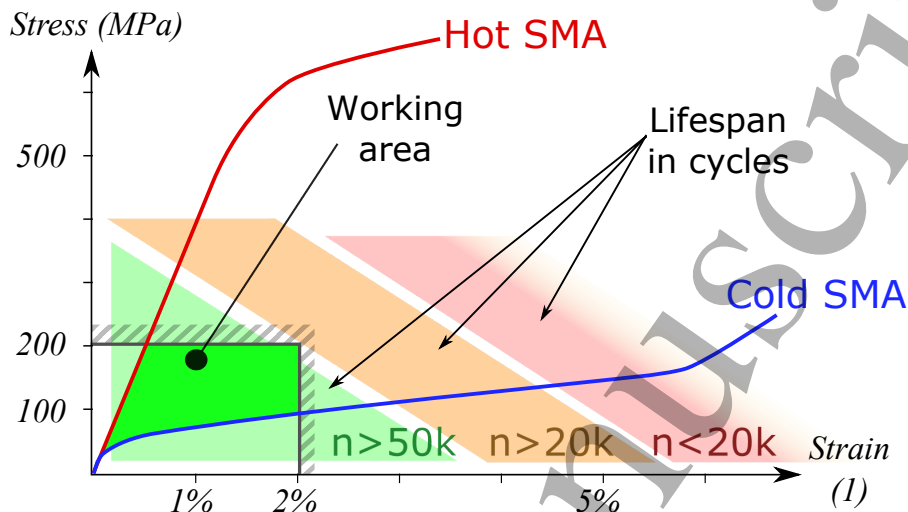 Stress (MPa)
Hot SMA
Working
area
Lifespan
in cycles
500
Cold SMA
200
100
n>50k
n>20k
n<20k
Strain
(1)
1%
2%
5%
nuscri